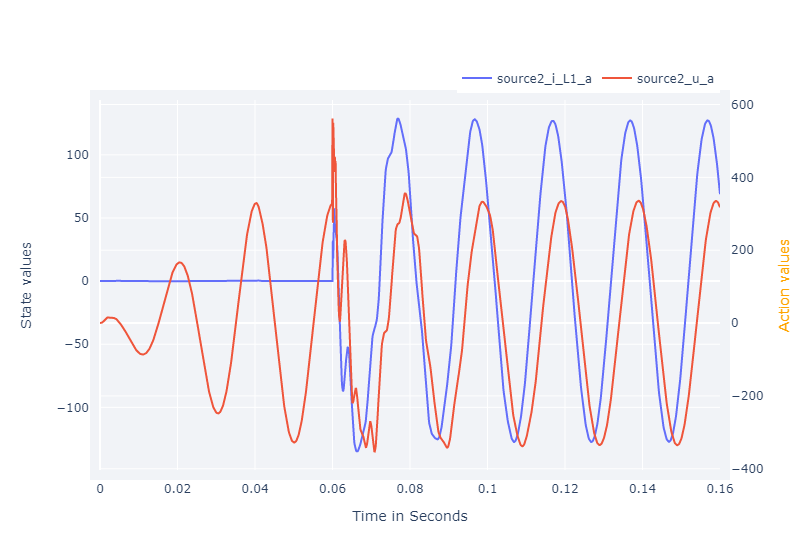 source2_i_L1_a source2_u_a
600
100 400
50 200
0
0
−50
−200
−100
−400
0 0.02 0.04 0.06 0.08 0.1 0.12 0.14 0.16
Time in Seconds
State values
Action values